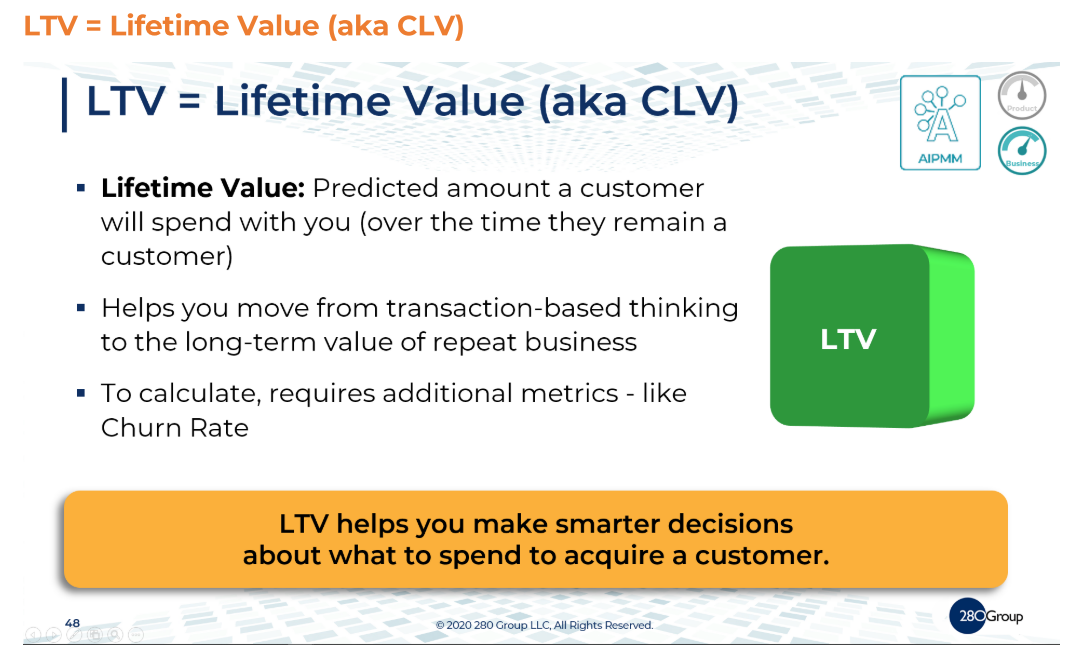 LTV = Lifetime Value (aka CLV)
LTV = Lifetime Value (aka CLV)
AIPMM
Product
Business
▪ Lifetime Value: Predicted amount a customer
will spend with you (over the time they remain a
customer)
▪ Helps you move from transaction-based thinking
to the long-term value of repeat business
▪ To calculate, requires additional metrics - like
Churn Rate
LTV
LTV helps you make smarter decisions
about what to spend to acquire a customer.
48
© 2020 280 Group LLC, All Rights Reserved.
280Group